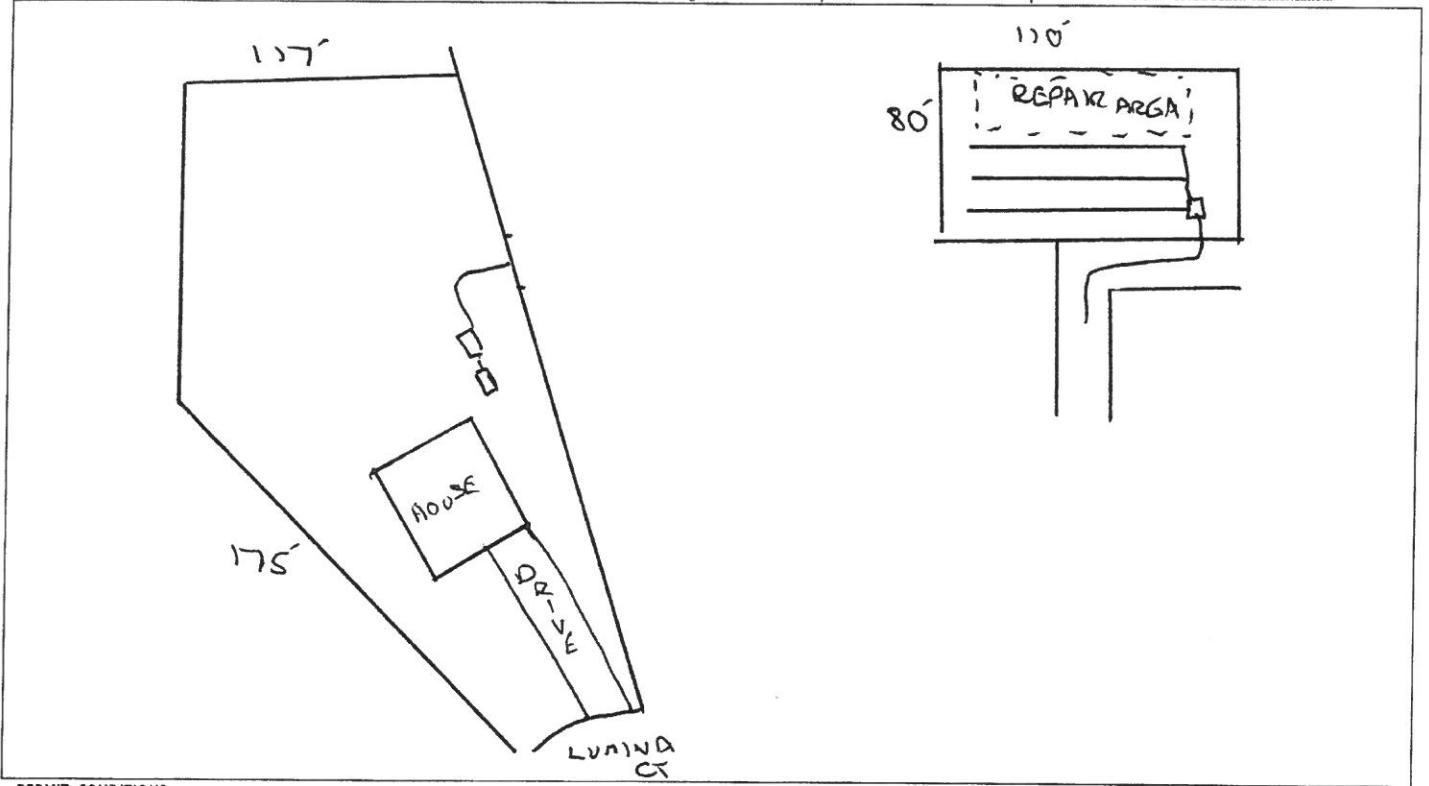 117'
110'
80'
REPAIR AREA
HOUSE
175'
DRIVE
LUMINA
CT